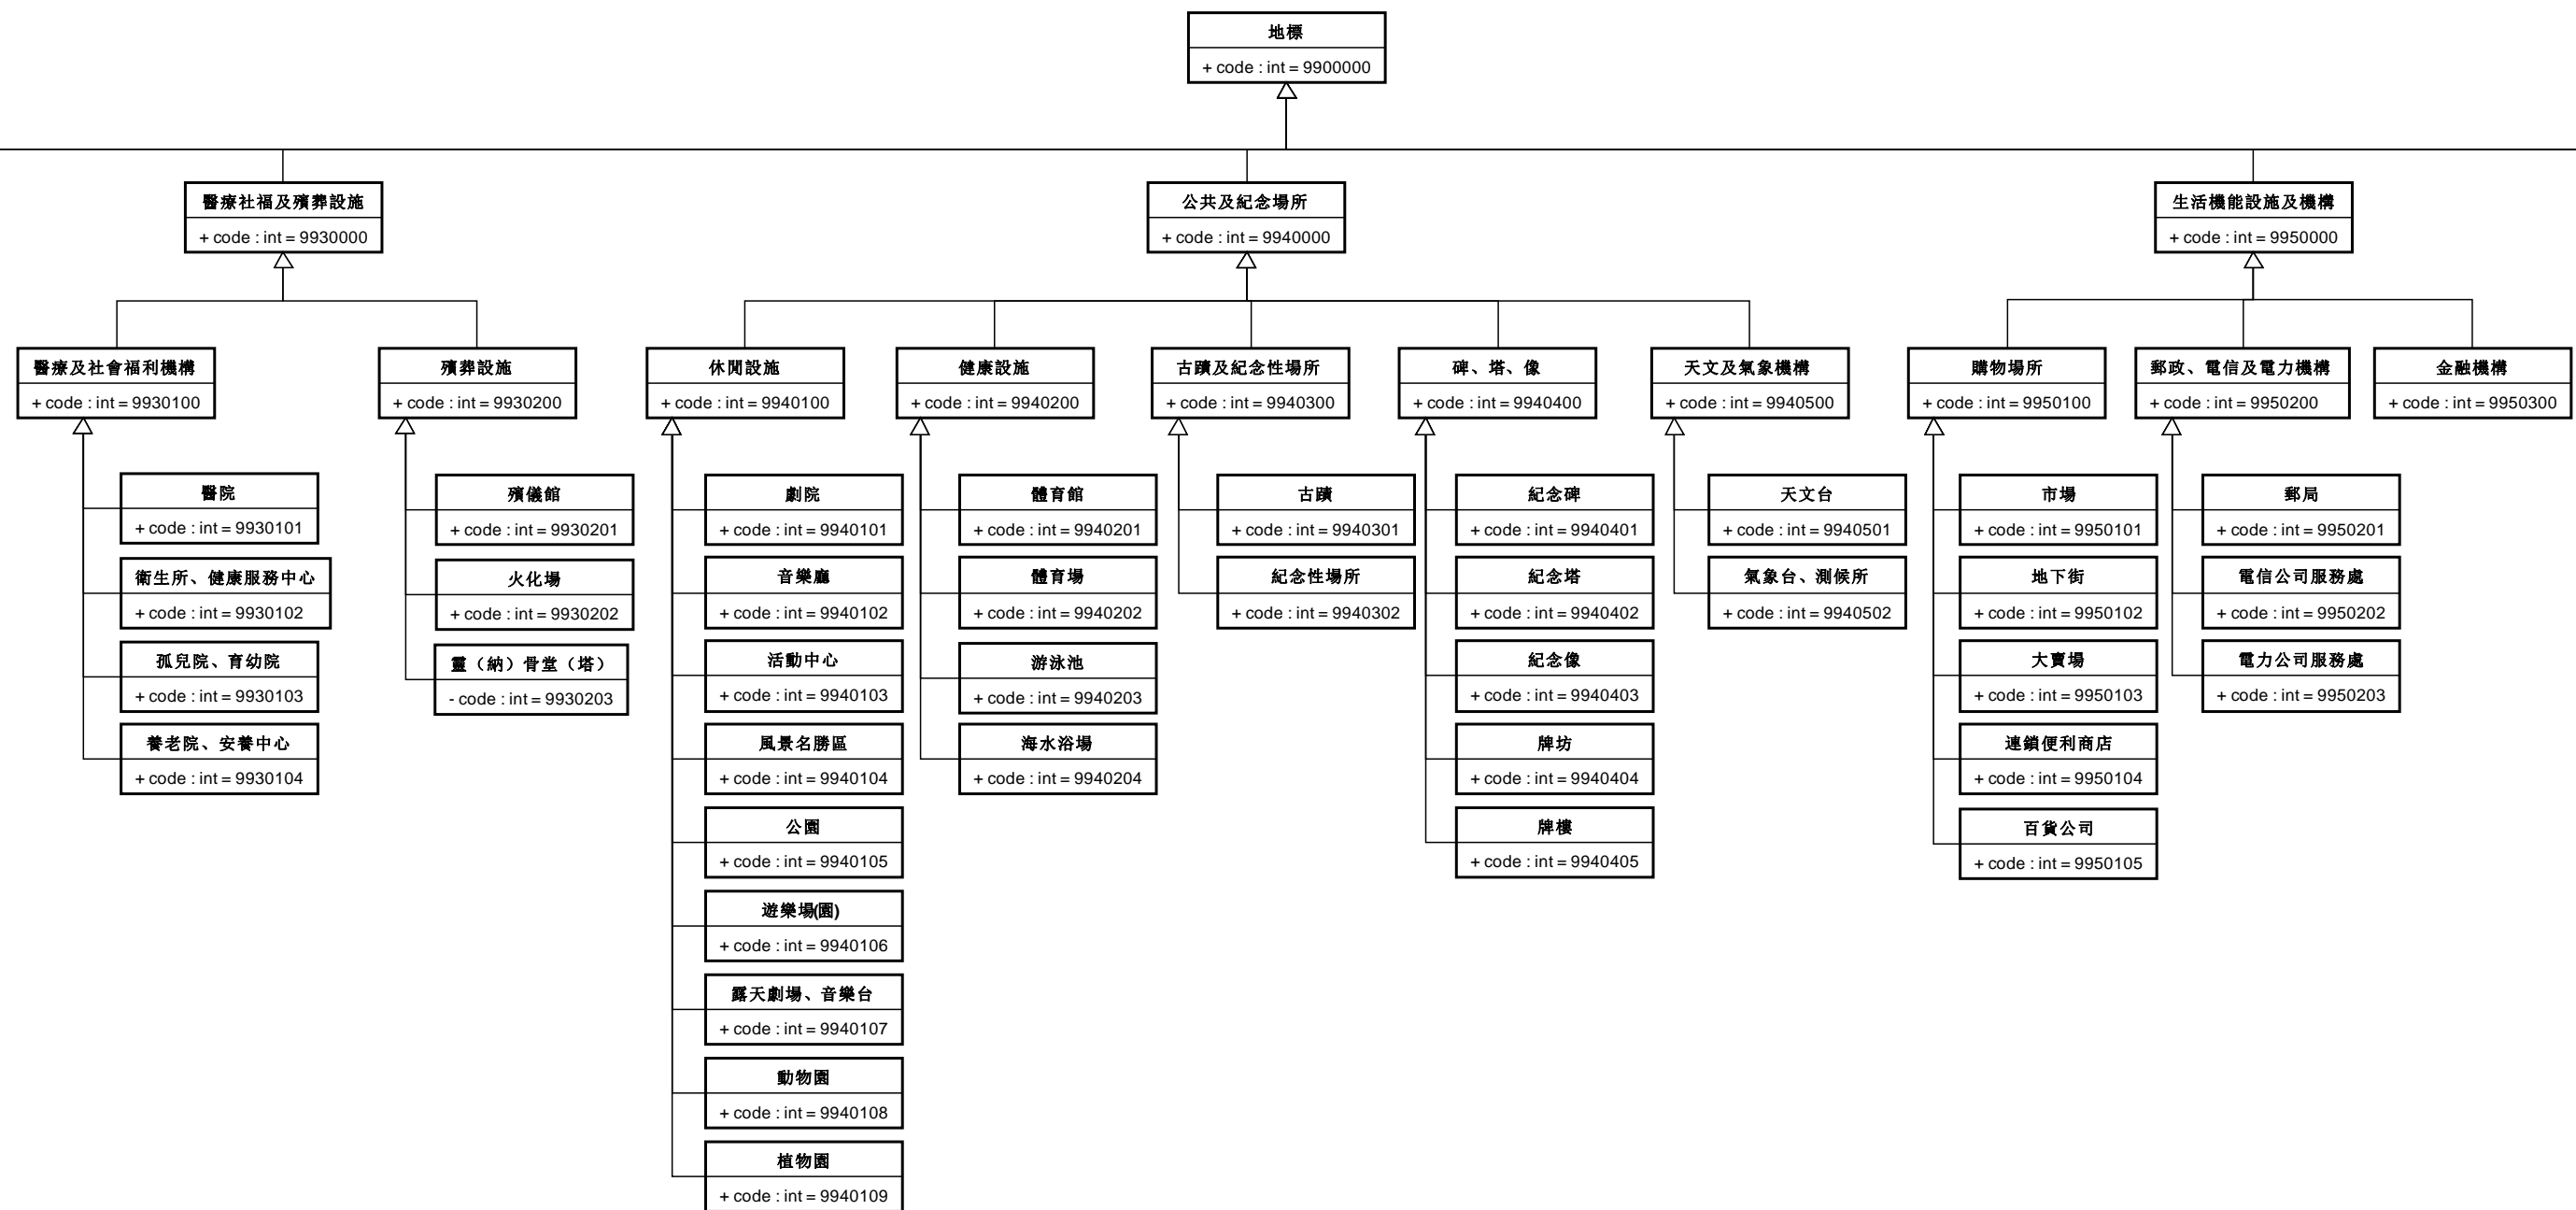 地標
+ code : int = 9900000
醫療社福及殯葬設施
+ code : int = 9930000
公共及紀念場所
+ code : int = 9940000
生活機能設施及機構
+ code : int = 9950000
醫療及社會福利機構
+ code : int = 9930100
殯葬設施
+ code : int = 9930200
休閒設施
+ code : int = 9940100
健康設施
+ code : int = 9940200
古蹟及紀念性場所
+ code : int = 9940300
碑、塔、像
+ code : int = 9940400
天文及氣象機構
+ code : int = 9940500
購物場所
+ code : int = 9950100
郵政、電信及電力機構
+ code : int = 9950200
金融機構
+ code : int = 9950300
醫院
+ code : int = 9930101
衛生所、健康服務中心
+ code : int = 9930102
孤兒院、育幼院
+ code : int = 9930103
養老院、安養中心
+ code : int = 9930104
殯儀館
+ code : int = 9930201
火化場
+ code : int = 9930202
靈（納）骨堂（塔）
- code : int = 9930203
劇院
+ code : int = 9940101
音樂廳
+ code : int = 9940102
活動中心
+ code : int = 9940103
風景名勝區
+ code : int = 9940104
公園
+ code : int = 9940105
遊樂場(園)
+ code : int = 9940106
露天劇場、音樂台
+ code : int = 9940107
動物園
+ code : int = 9940108
植物園
+ code : int = 9940109
體育館
+ code : int = 9940201
體育場
+ code : int = 9940202
游泳池
+ code : int = 9940203
海水浴場
+ code : int = 9940204
古蹟
+ code : int = 9940301
紀念性場所
+ code : int = 9940302
紀念碑
+ code : int = 9940401
紀念塔
+ code : int = 9940402
紀念像
+ code : int = 9940403
牌坊
+ code : int = 9940404
牌樓
+ code : int = 9940405
天文台
+ code : int = 9940501
氣象台、測候所
+ code : int = 9940502
市場
+ code : int = 9950101
地下街
+ code : int = 9950102
大賣場
+ code : int = 9950103
連鎖便利商店
+ code : int = 9950104
百貨公司
+ code : int = 9950105
郵局
+ code : int = 9950201
電信公司服務處
+ code : int = 9950202
電力公司服務處
+ code : int = 9950203